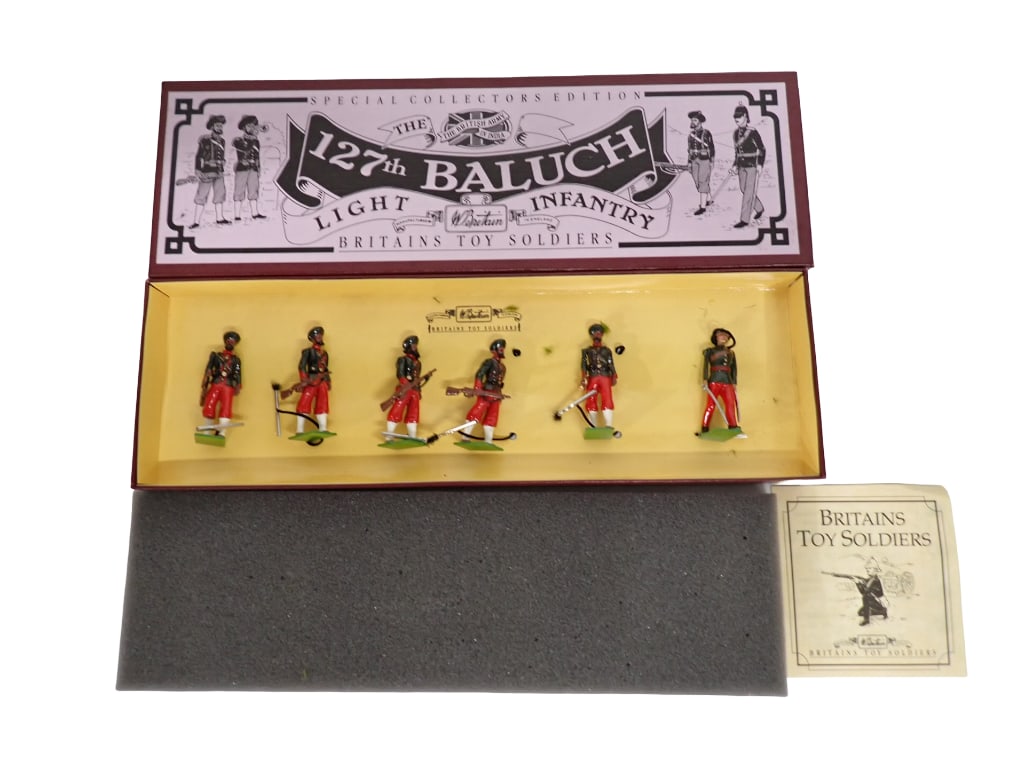 SPECIAL COLLECTORS EDITION
THE
THE BRITISH ARMY
IN INDIA
127th BALUCH
LIGHT INFANTRY
W. Britain
BRITAINS TOY SOLDIERS
W. Britain
BRITAINS TOY SOLDIERS
BRITAINS
TOY SOLDIERS
W. Britain
BRITAINS TOY SOLDIERS